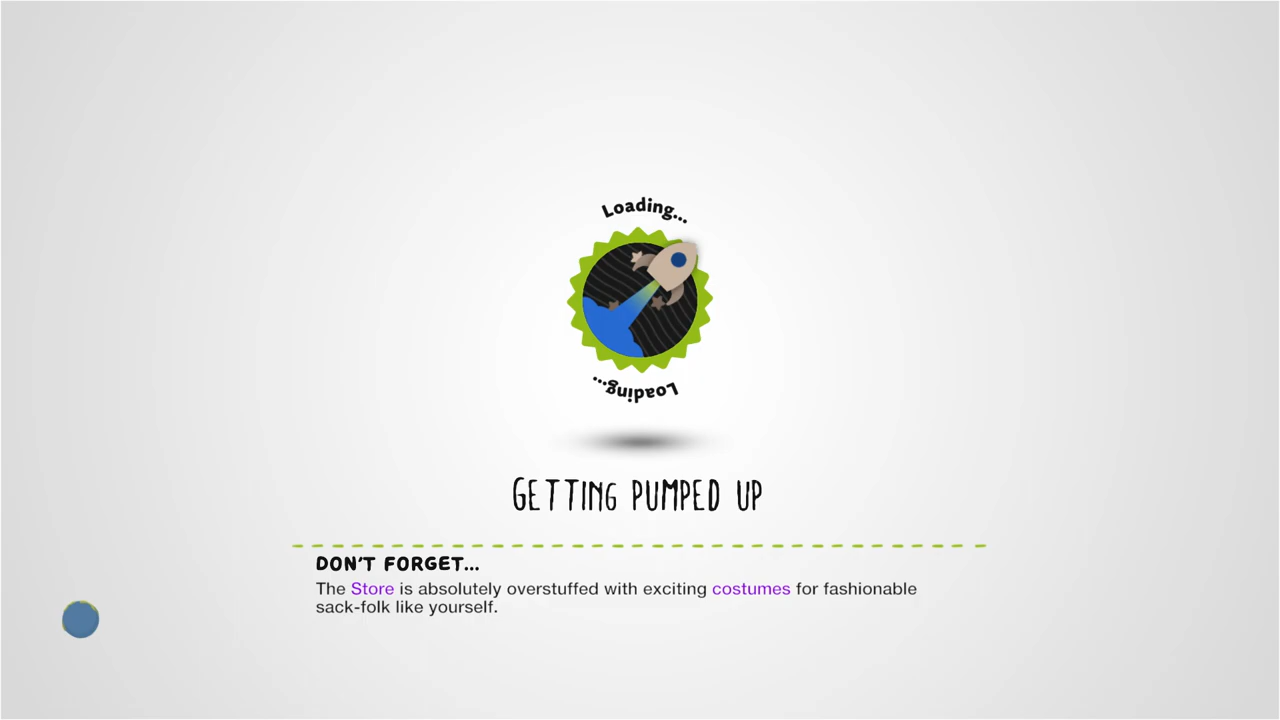 Loading...
Loading...
GETTING PUMPED UP
DON'T FORGET...
The Store is absolutely overstuffed with exciting costumes for fashionable
sack-folk like yourself.